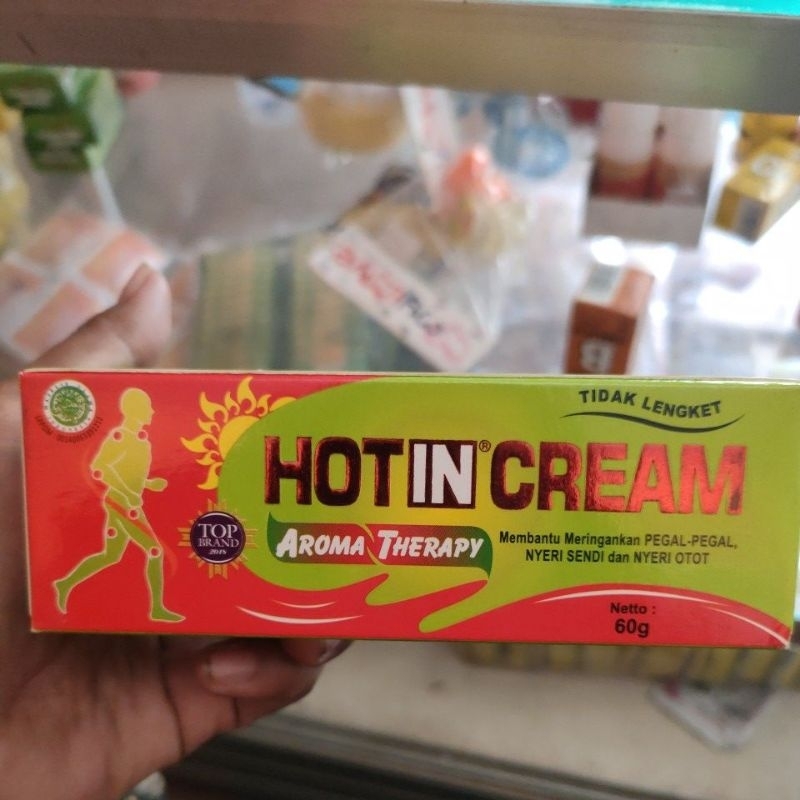 TIDAK LENGKET
HOT IN® CREAM
TOP
BRAND
2018
AROMA THERAPY
Membantu Meringankan PEGAL-PEGAL,
NYERI SENDI dan NYERI OTOT
Netto :
60g